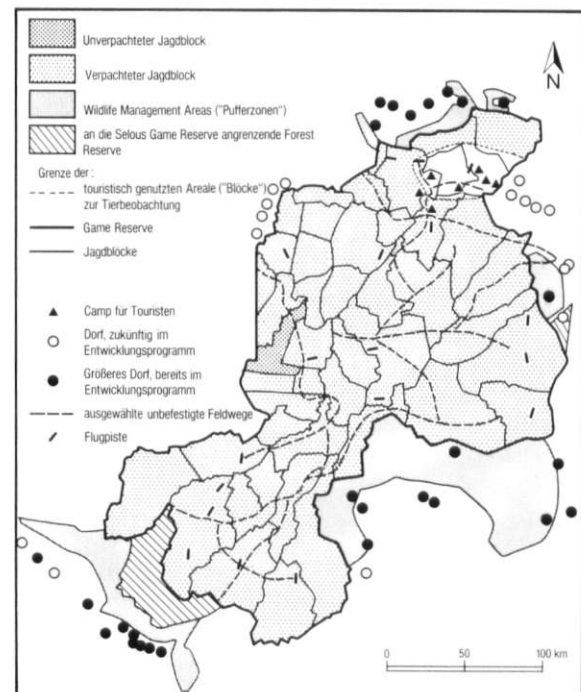 Unverpachteter Jagdblock
Verpachteter Jagdblock
Wildlife Management Areas ("Pufferzonen")
an die Selous Game Reserve angrenzende Forest
Reserve
Grenze der :
touristisch genutzten Areale ("Blöcke")
zur Tierbeobachtung
Game Reserve
Jagdblöcke
Camp für Touristen
Dorf, zukünftig im
Entwicklungsprogramm
Größeres Dorf, bereits im
Entwicklungsprogramm
ausgewählte unbefestigte Feldwege
Flugpiste
N
0 50 100 km